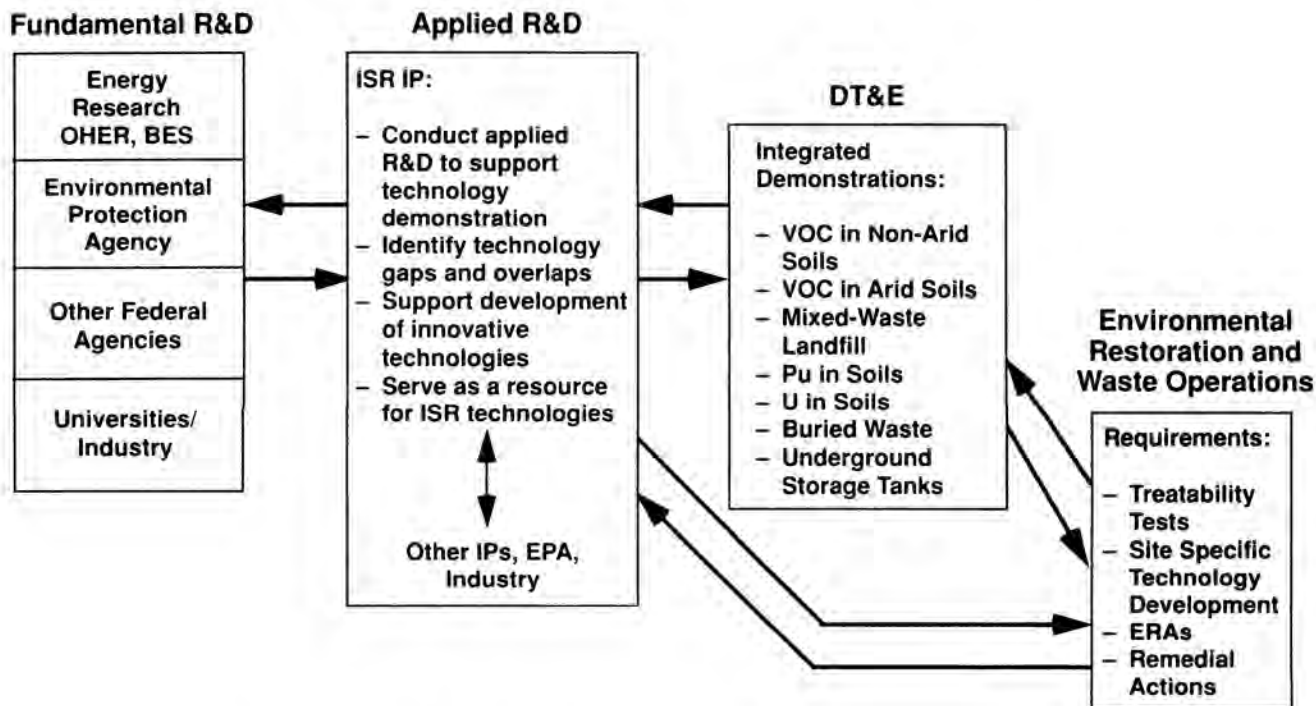 Fundamental R&D
Energy
Research
OHER, BES
Environmental
Protection
Agency
Other Federal
Agencies
Universities/
Industry
Applied R&D
ISR IP:
– Conduct applied
R&D to support
technology
demonstration
– Identify technology
gaps and overlaps
– Support development
of innovative
technologies
– Serve as a resource
for ISR technologies
Other IPs, EPA,
Industry
DT&E
Integrated
Demonstrations:
– VOC in Non-Arid
Soils
– VOC in Arid Soils
– Mixed-Waste
Landfill
– Pu in Soils
– U in Soils
– Buried Waste
– Underground
Storage Tanks
Environmental
Restoration and
Waste Operations
Requirements:
– Treatability
Tests
– Site Specific
Technology
Development
– ERAs
– Remedial
Actions